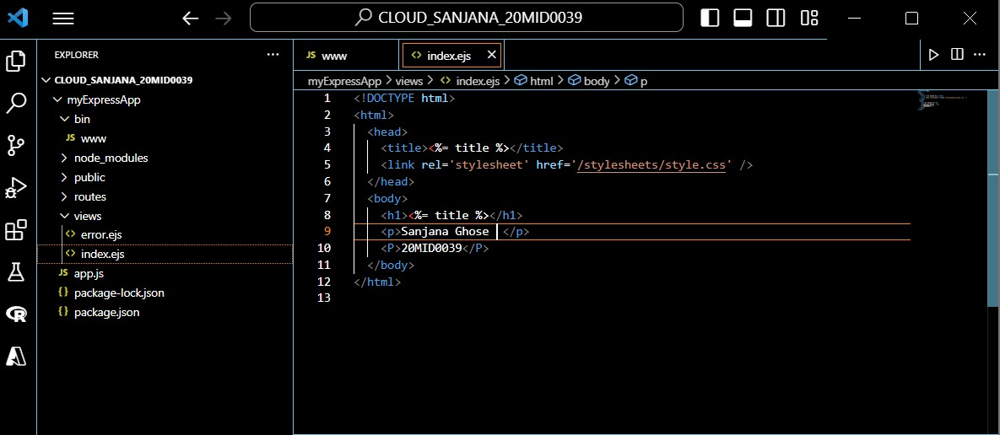 CLOUD_SANJANA_20MID0039
EXPLORER
CLOUD_SANJANA_20MID0039
myExpressApp
bin
JS www
node_modules
public
routes
views
<> error.ejs
<> index.ejs
JS app.js
{} package-lock.json
{} package.json
JS www
<> index.ejs
myExpressApp > views > <> index.ejs > html > body > p
1 <!DOCTYPE html>
2 <html>
3 <head>
4 <title><%= title %></title>
5 <link rel='stylesheet' href='/stylesheets/style.css' />
6 </head>
7 <body>
8 <h1><%= title %></h1>
9 <p>Sanjana Ghose </p>
10 <P>20MID0039</P>
11 </body>
12 </html>
13